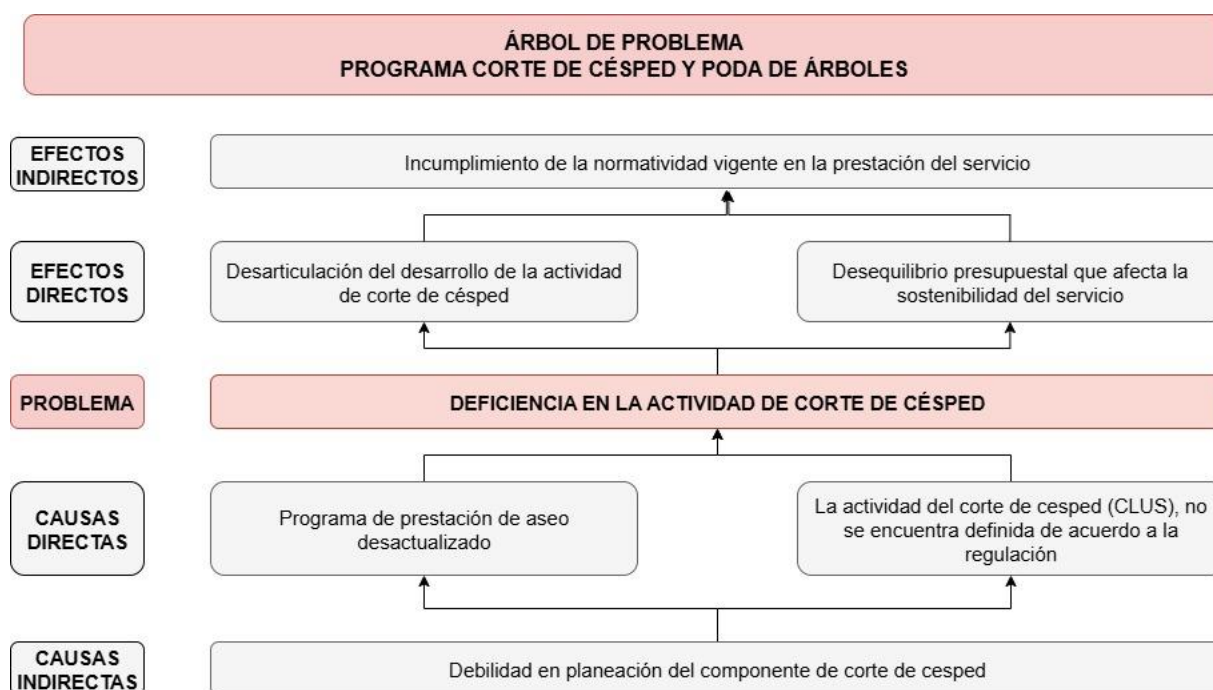 ÁRBOL DE PROBLEMA
PROGRAMA CORTE DE CÉSPED Y PODA DE ÁRBOLES
EFECTOS
INDIRECTOS
Incumplimiento de la normatividad vigente en la prestación del servicio
EFECTOS
DIRECTOS
Desarticulación del desarrollo de la actividad
de corte de césped
Desequilibrio presupuestal que afecta la
sostenibilidad del servicio
PROBLEMA
DEFICIENCIA EN LA ACTIVIDAD DE CORTE DE CÉSPED
CAUSAS
DIRECTAS
Programa de prestación de aseo
desactualizado
La actividad del corte de cesped (CLUS), no
se encuentra definida de acuerdo a la
regulación
CAUSAS
INDIRECTAS
Debilidad en planeación del componente de corte de cesped